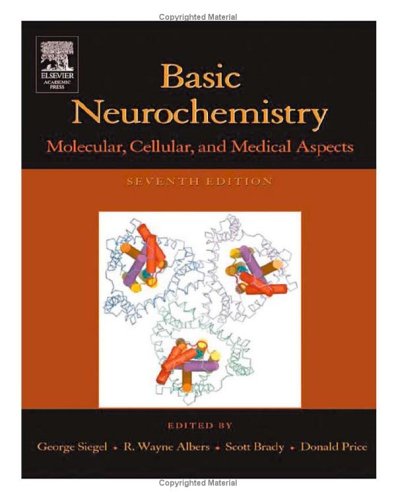 Copyrighted Material
ELSEVIER
ACADEMIC
PRESS
Basic
Neurochemistry
Molecular, Cellular, and Medical Aspects
SEVENTH EDITION
EDITED BY
George Siegel • R. Wayne Albers • Scott Brady • Donald Price
Copyrighted Material